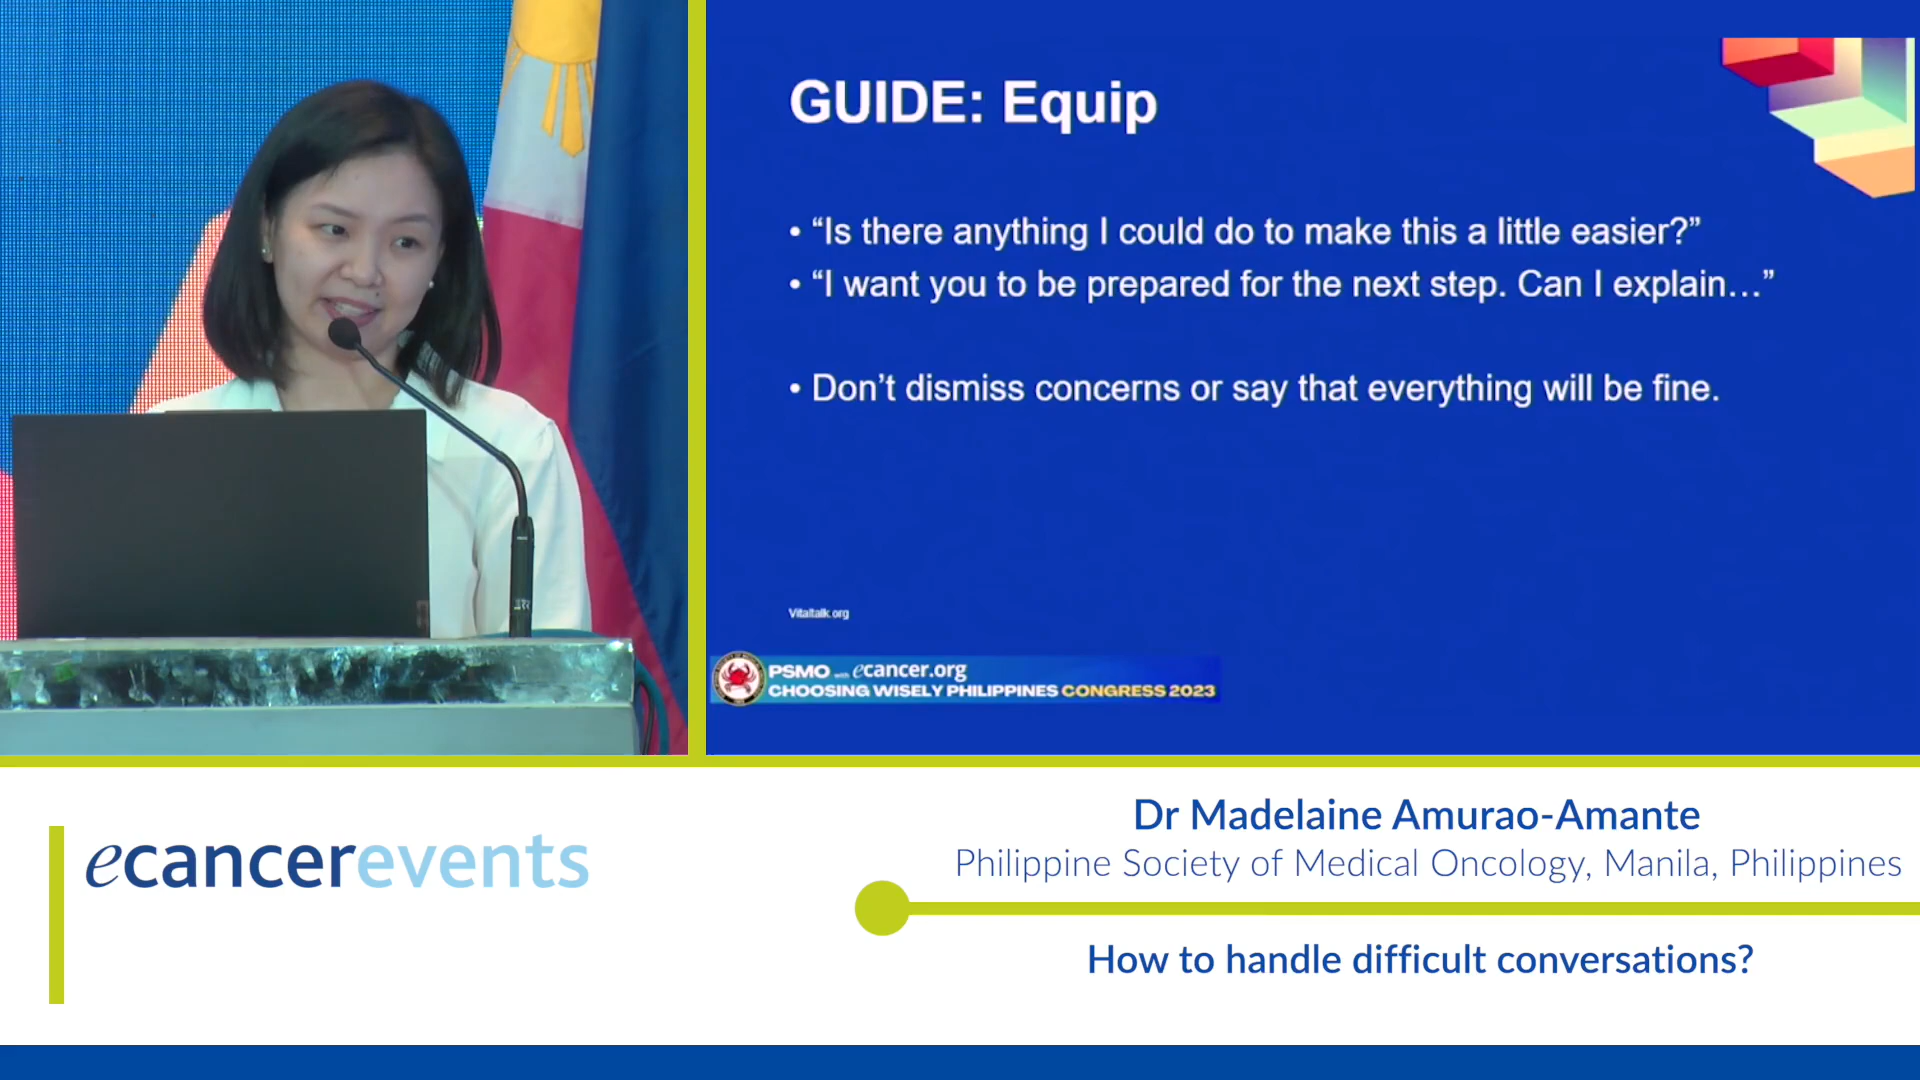 GUIDE: Equip
• “Is there anything I could do to make this a little easier?”
• “I want you to be prepared for the next step. Can I explain…”
• Don’t dismiss concerns or say that everything will be fine.
Vitaltalk.org
PSMO with ecancer.org
CHOOSING WISELY PHILIPPINES CONGRESS 2023
ecancerevents
Dr Madelaine Amurao-Amante
Philippine Society of Medical Oncology, Manila, Philippines
How to handle difficult conversations?